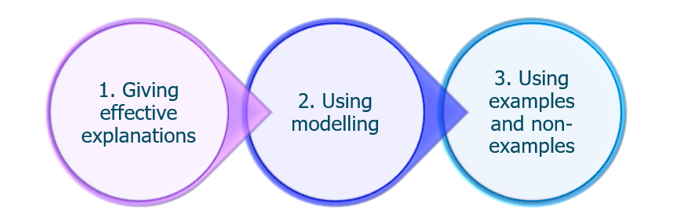 1. Giving
effective
explanations
2. Using
modelling
3. Using
examples
and non-
examples